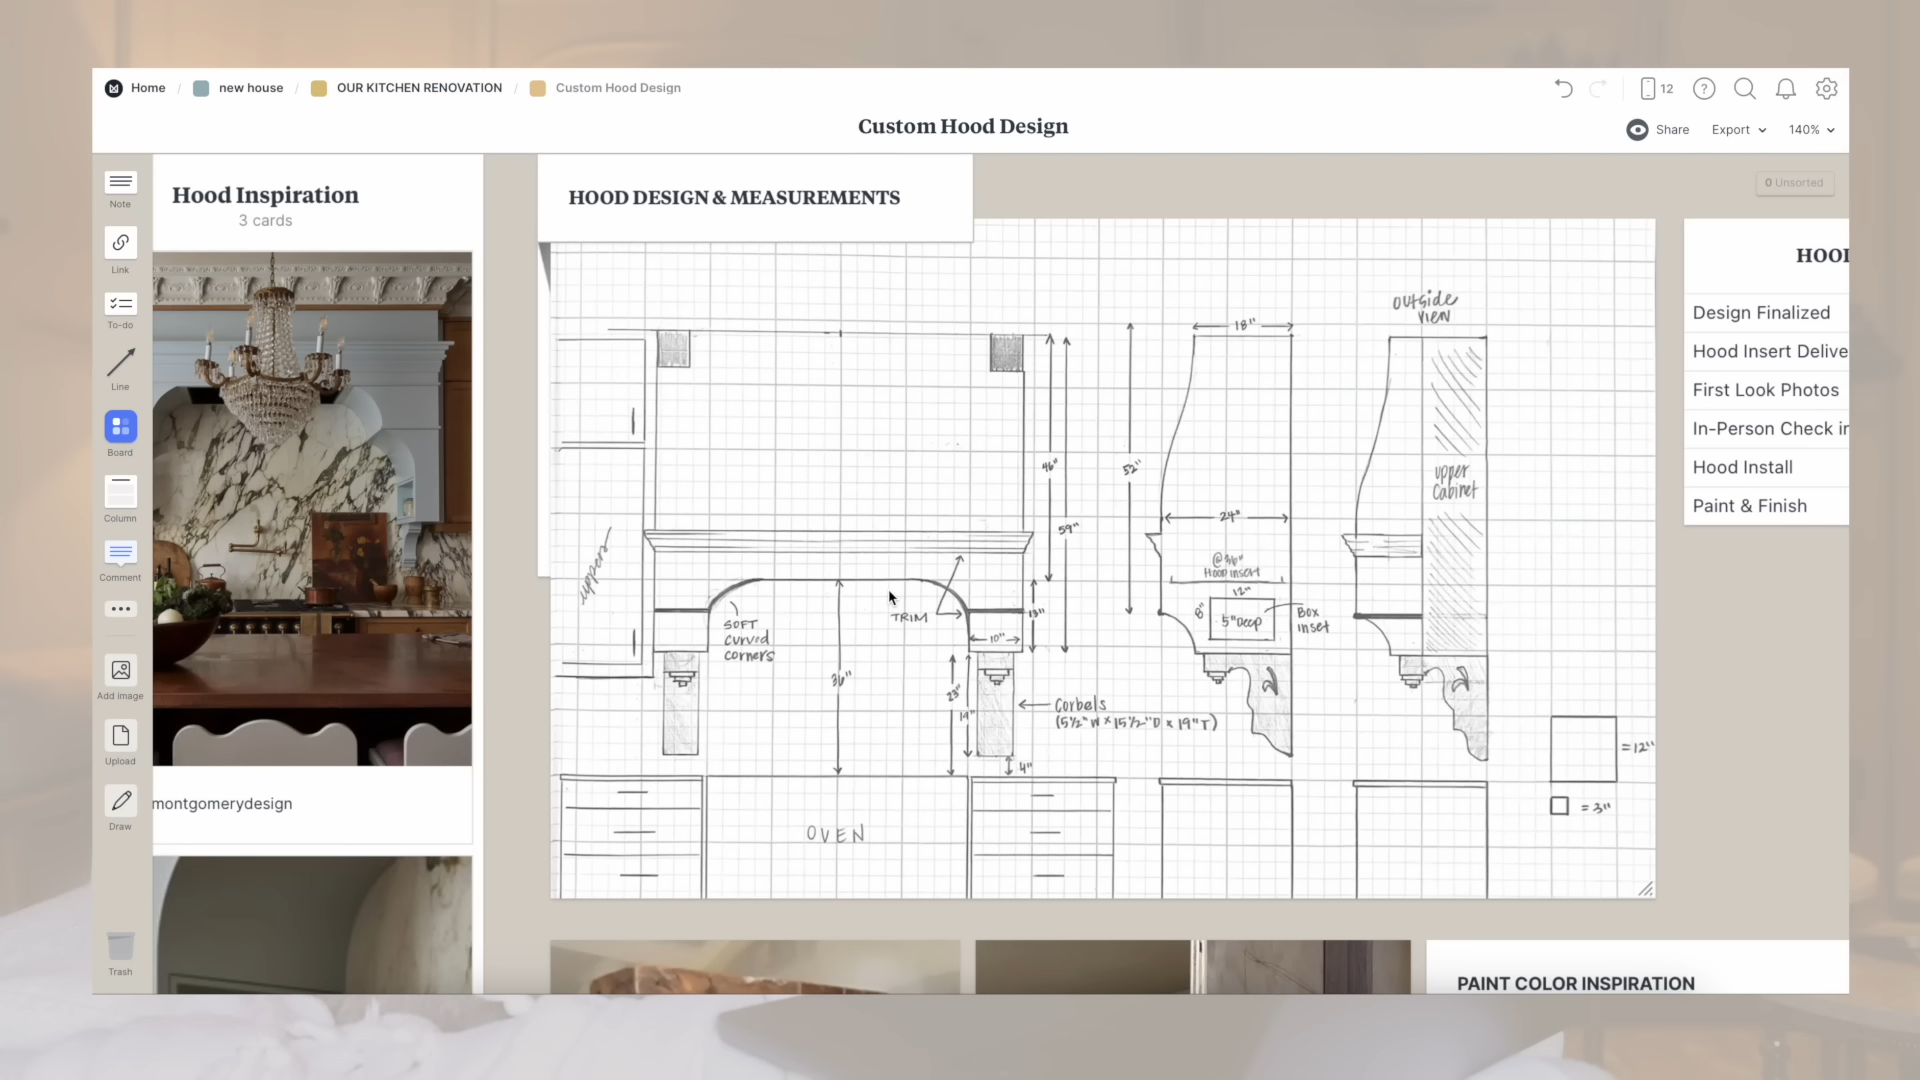 Home / new house / OUR KITCHEN RENOVATION / Custom Hood Design
12
Custom Hood Design
Share
Export
140%
Note
Link
To-do
Line
Board
Column
Comment
Add image
Upload
Draw
Trash
Hood Inspiration
3 cards
montgomerydesign
HOOD DESIGN & MEASUREMENTS
0 Unsorted
outside
view
18"
46"
52"
59"
upper
Cabinet
24"
@36"
Hood insert
12"
8"
5" Deep
Box
inset
uppers
TRIM
SOFT
curved
corners
13"
10"
36"
23"
19"
Corbels
(5½" W × 15½" D × 19" T)
4"
OVEN
= 12"
= 3"
HOO
Design Finalized
Hood Insert Delive
First Look Photos
In-Person Check in
Hood Install
Paint & Finish
PAINT COLOR INSPIRATION